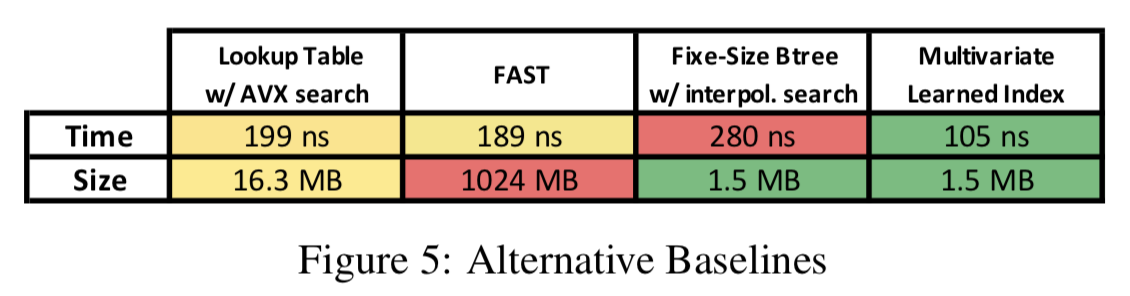 Lookup Table
w/ AVX search
FAST
Fixe-Size Btree
w/ interpol. search
Multivariate
Learned Index
Time 199 ns 189 ns 280 ns 105 ns
Size 16.3 MB 1024 MB 1.5 MB 1.5 MB
Figure 5: Alternative Baselines